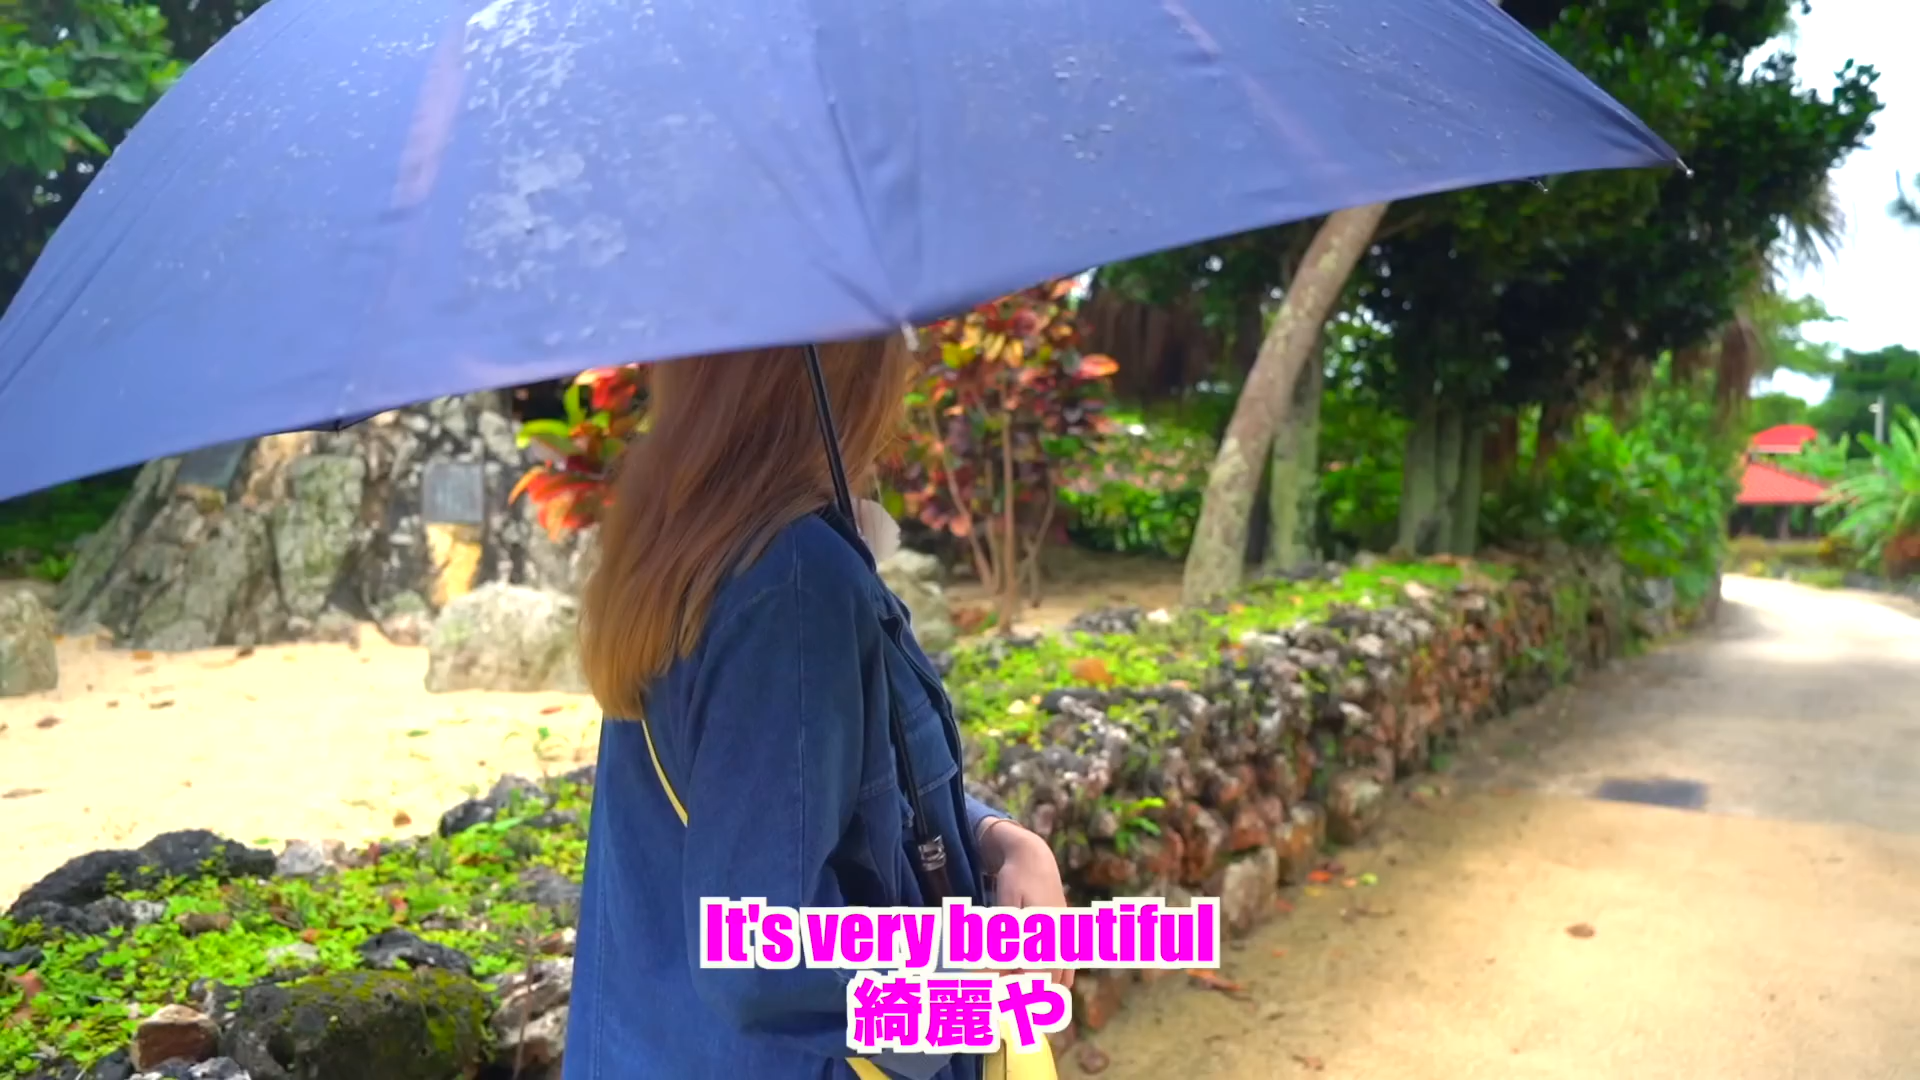 It's very beautiful
綺麗や